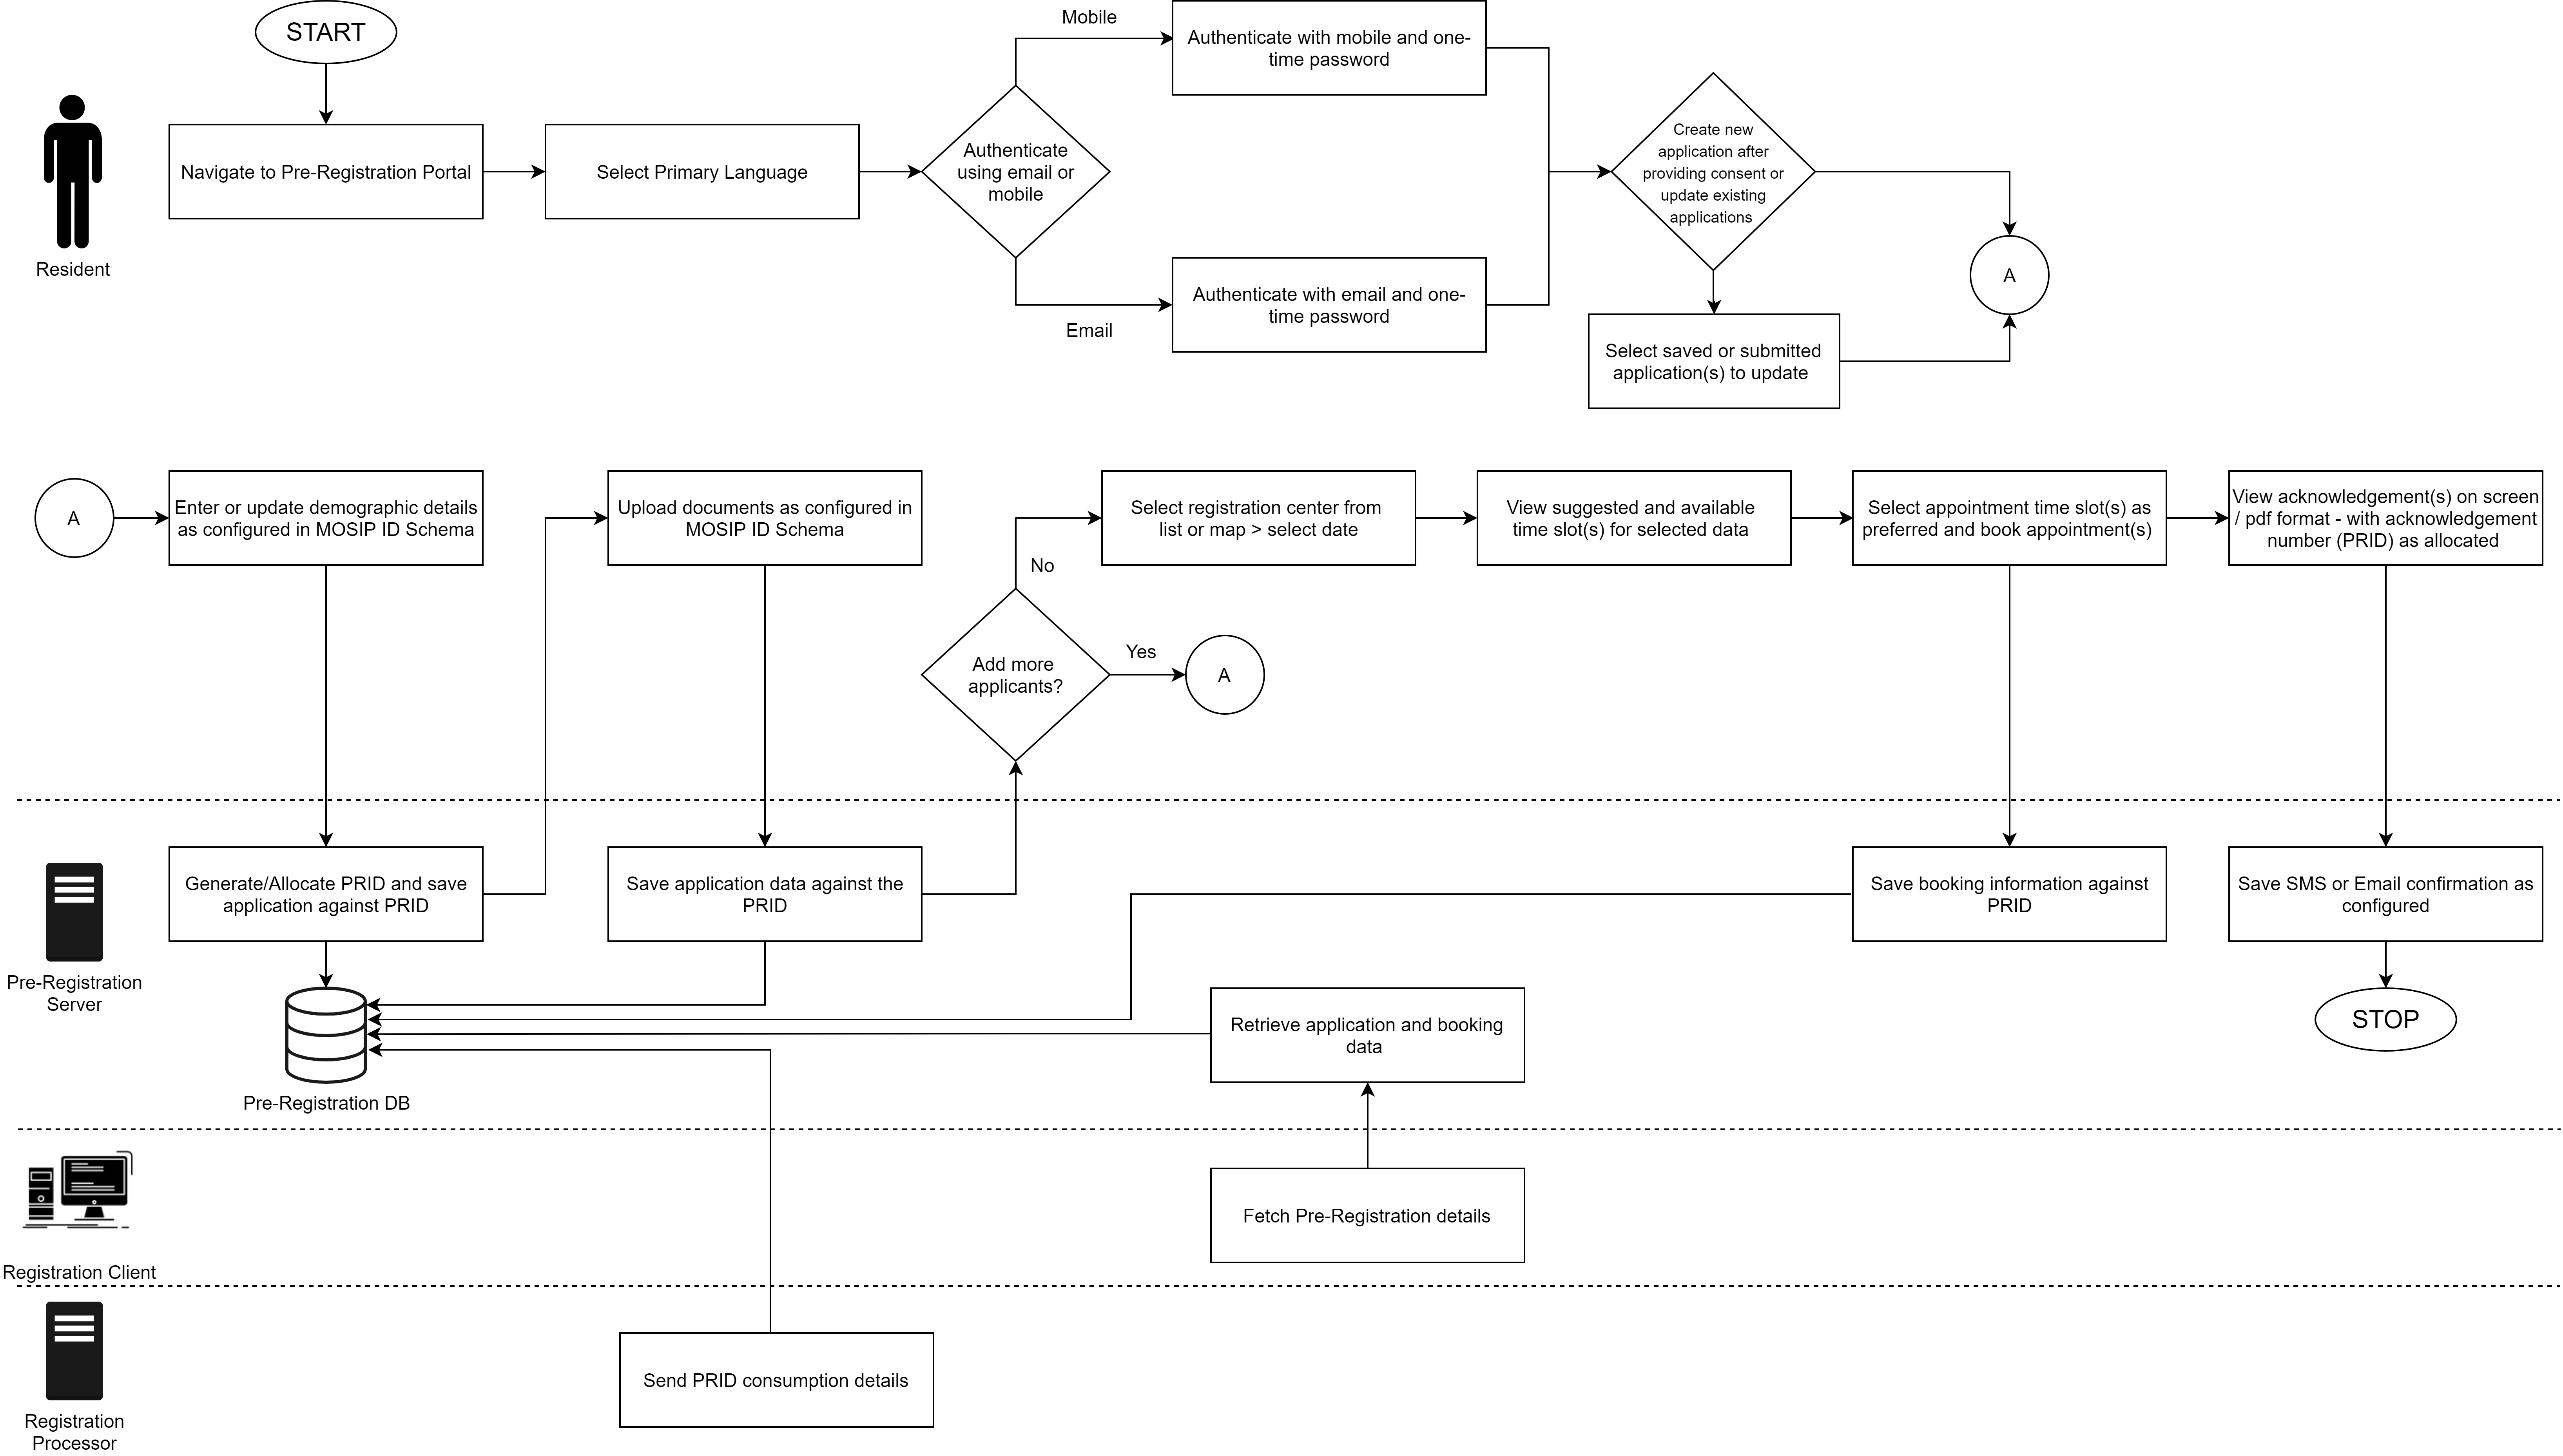 START
Mobile
Authenticate with mobile and one-
time password
Navigate to Pre-Registration Portal
Select Primary Language
Authenticate
using email or
mobile
Create new
application after
providing consent or
update existing
applications
Resident
Authenticate with email and one-
time password
Email
A
Select saved or submitted
application(s) to update
A
Enter or update demographic details
as configured in MOSIP ID Schema
Upload documents as configured in
MOSIP ID Schema
Select registration center from
list or map > select date
View suggested and available
time slot(s) for selected data
Select appointment time slot(s) as
preferred and book appointment(s)
View acknowledgement(s) on screen
/ pdf format - with acknowledgement
number (PRID) as allocated
No
Add more
applicants?
Yes
A
Pre-Registration
Server
Generate/Allocate PRID and save
application against PRID
Save application data against the
PRID
Save booking information against
PRID
Save SMS or Email confirmation as
configured
Retrieve application and booking
data
STOP
Pre-Registration DB
Registration Client
Fetch Pre-Registration details
Registration
Processor
Send PRID consumption details